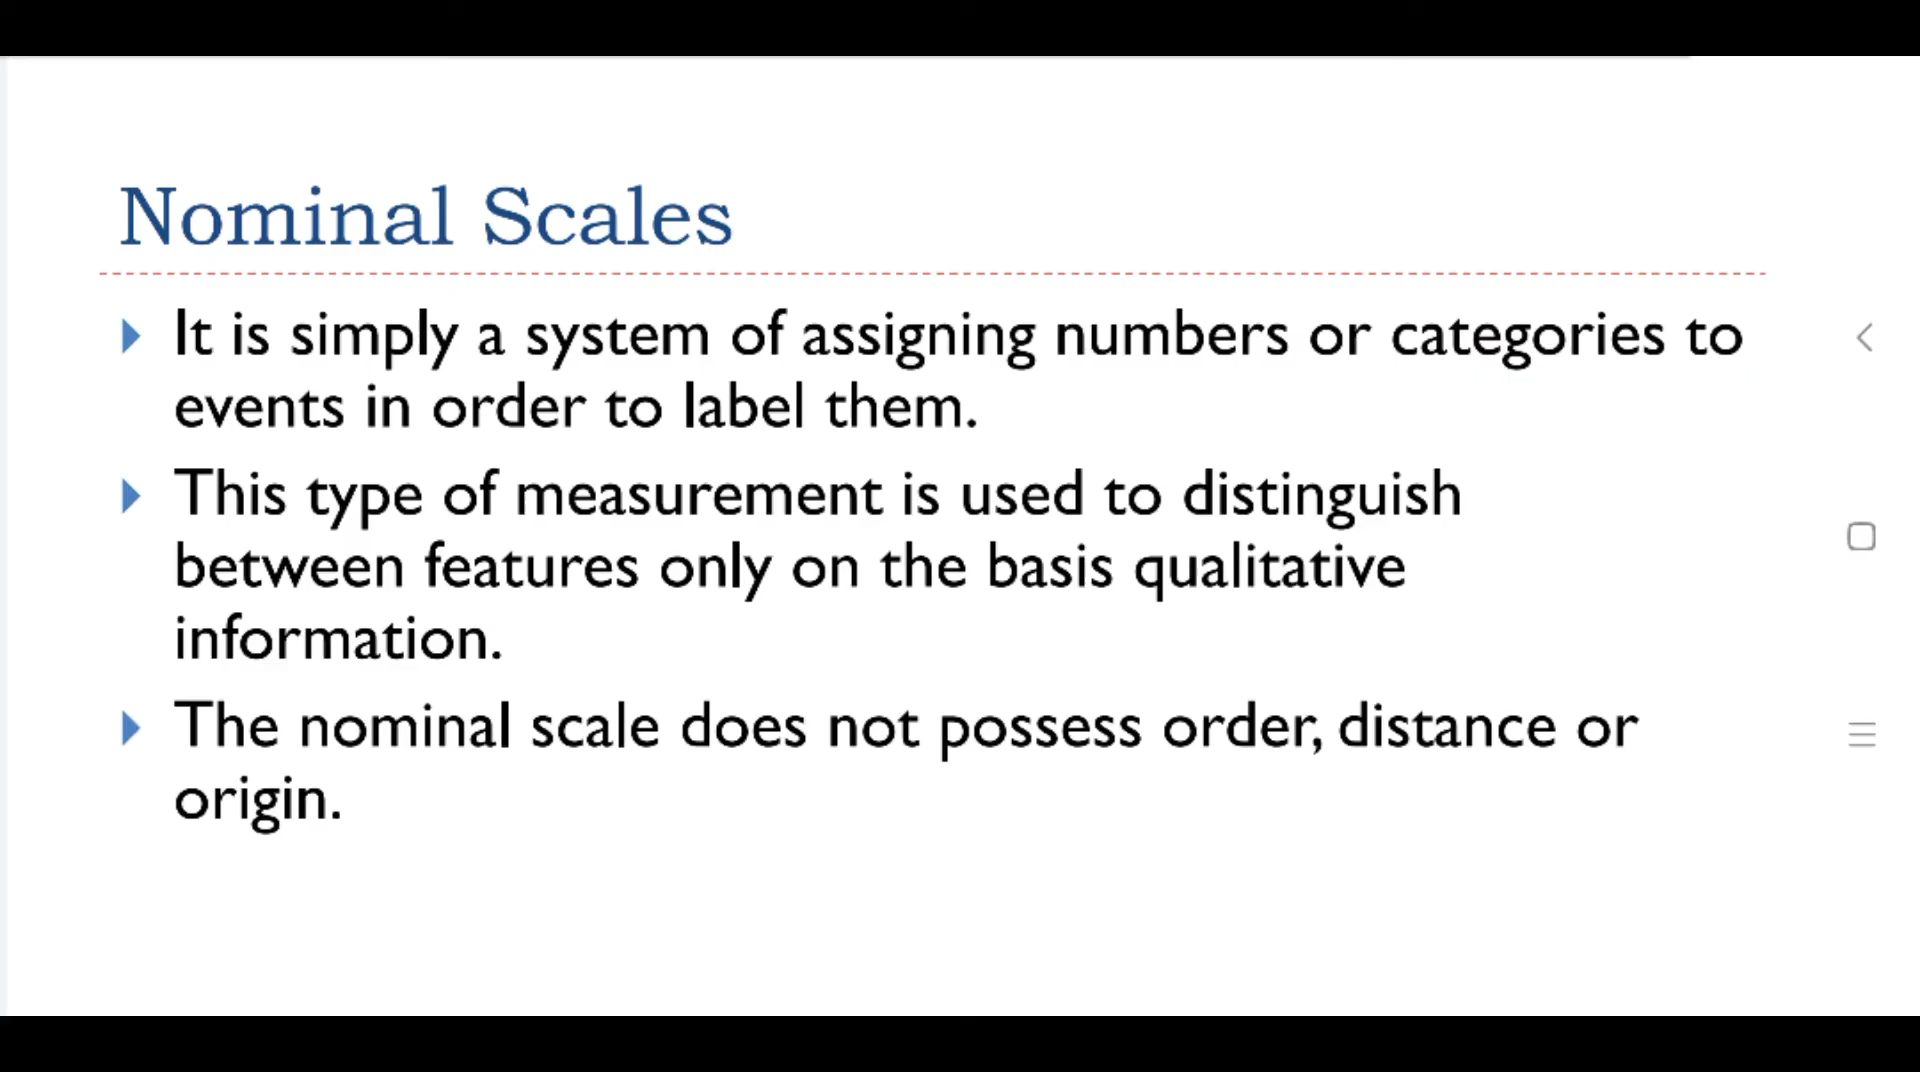 Nominal Scales
It is simply a system of assigning numbers or categories to
events in order to label them.
This type of measurement is used to distinguish
between features only on the basis qualitative
information.
The nominal scale does not possess order, distance or
origin.